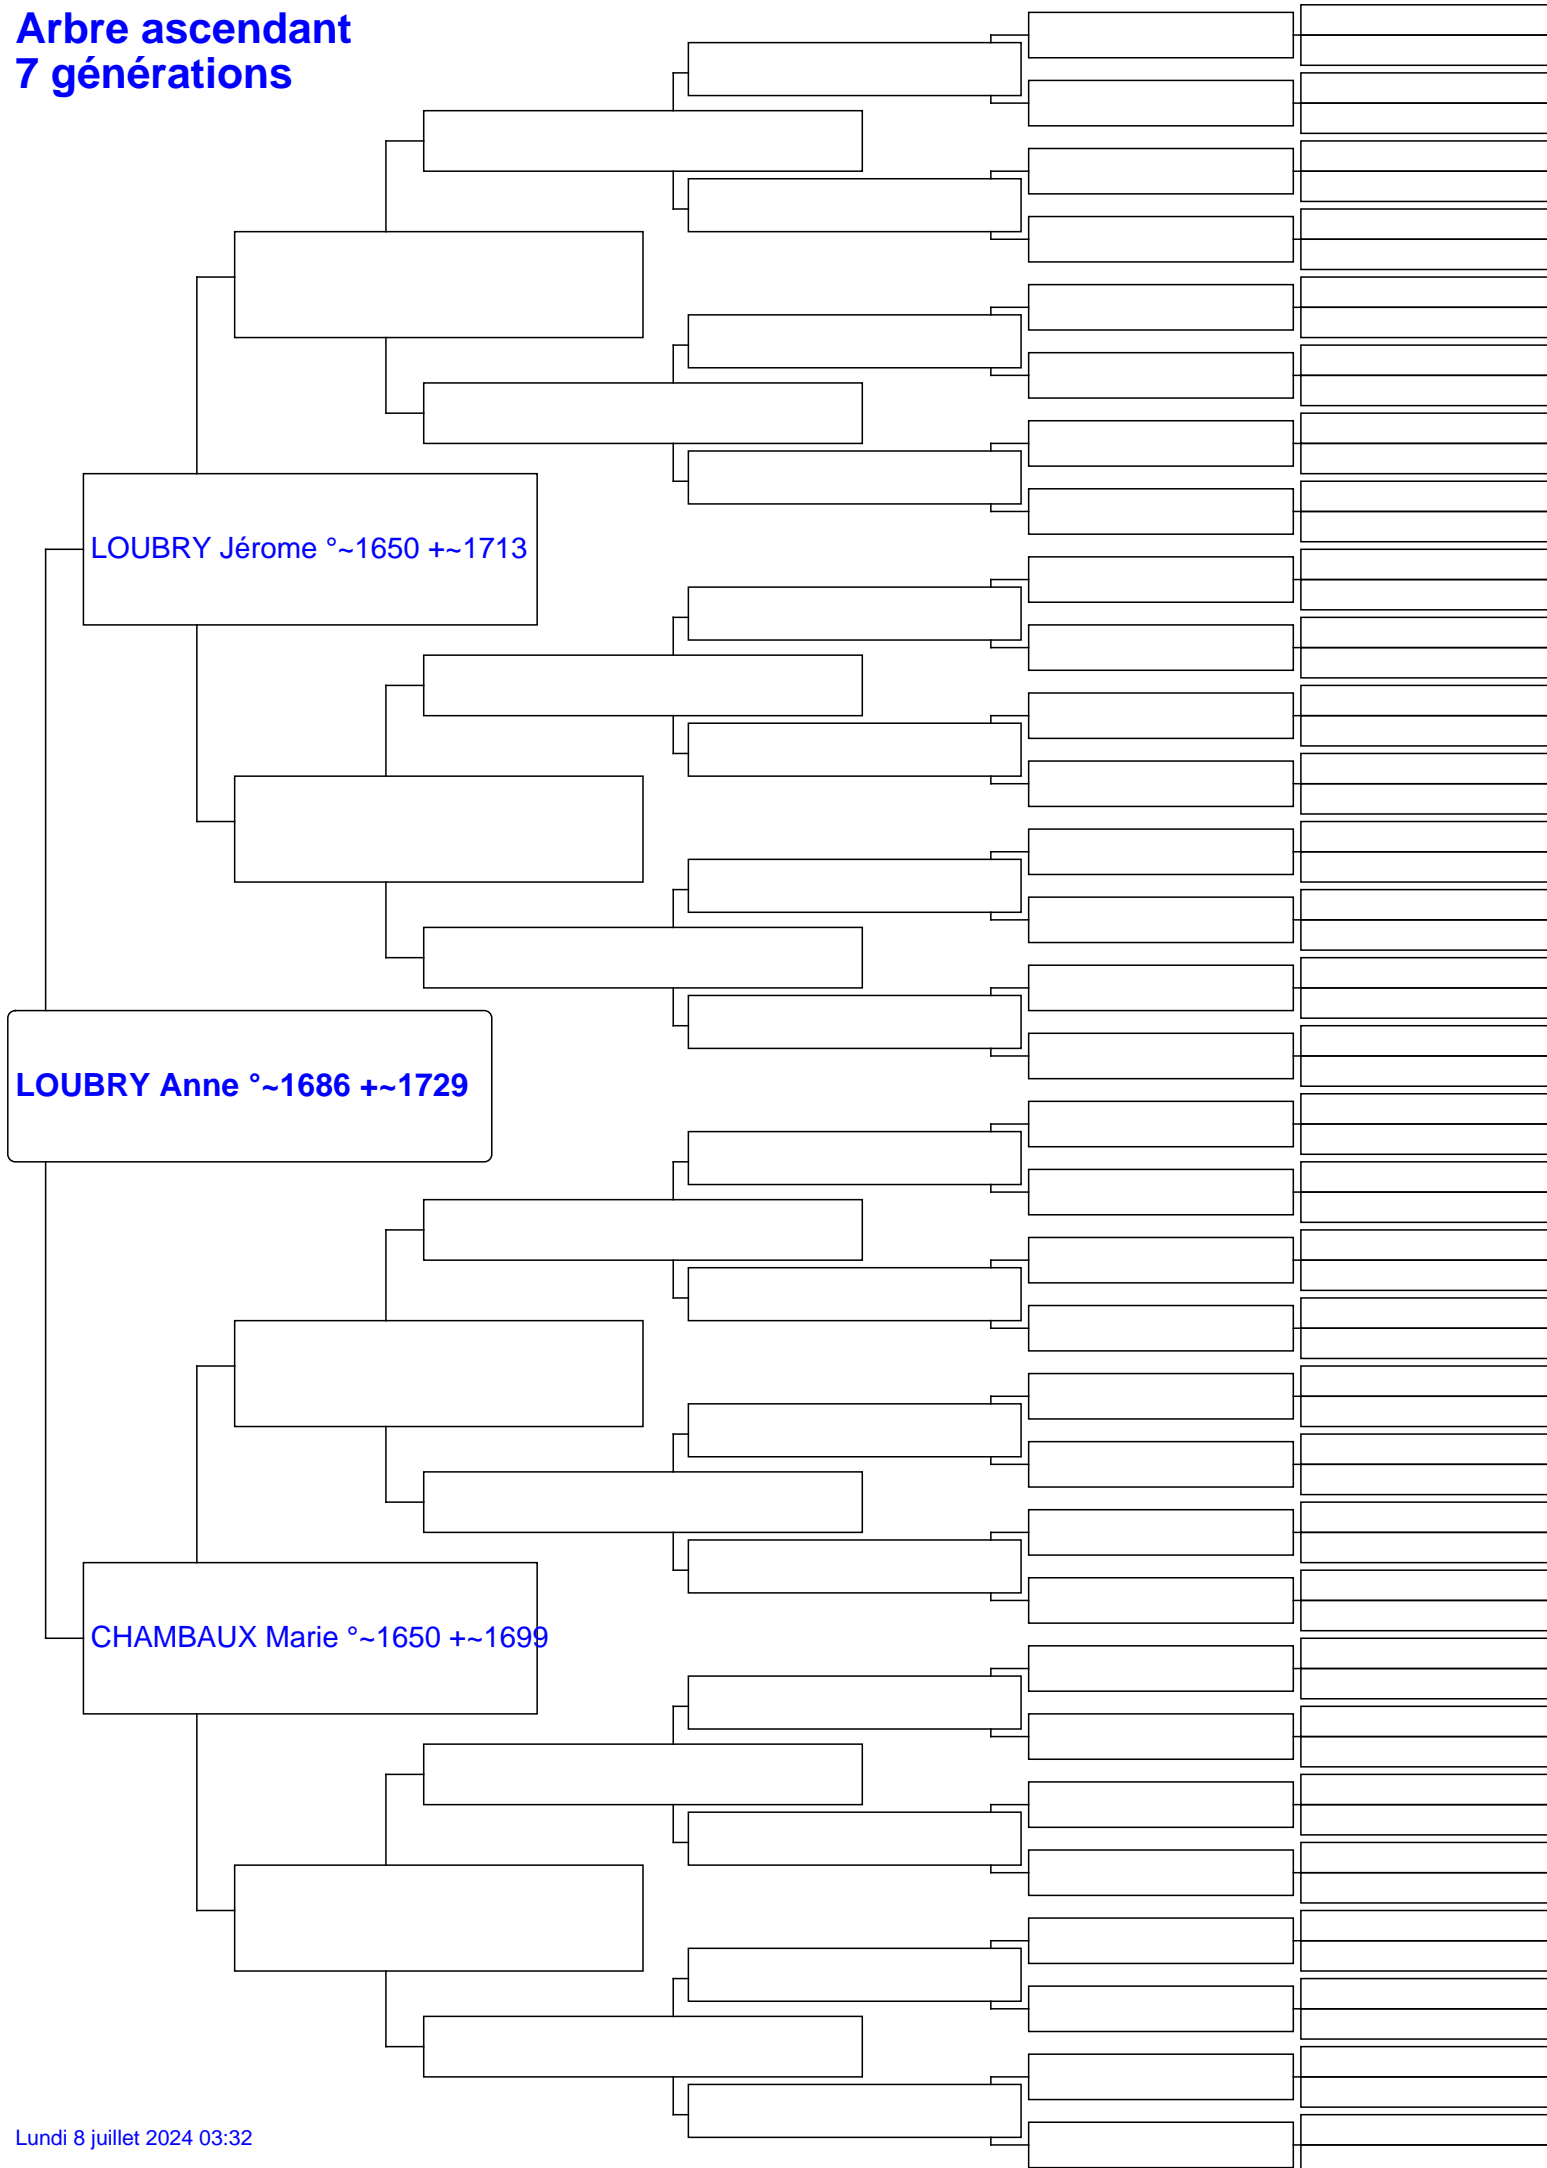 Arbre ascendant
7 générations
LOUBRY Jérome °~1650 +~1713
LOUBRY Anne °~1686 +~1729
CHAMBAUX Marie °~1650 +~1699
Lundi 8 juillet 2024 03:32